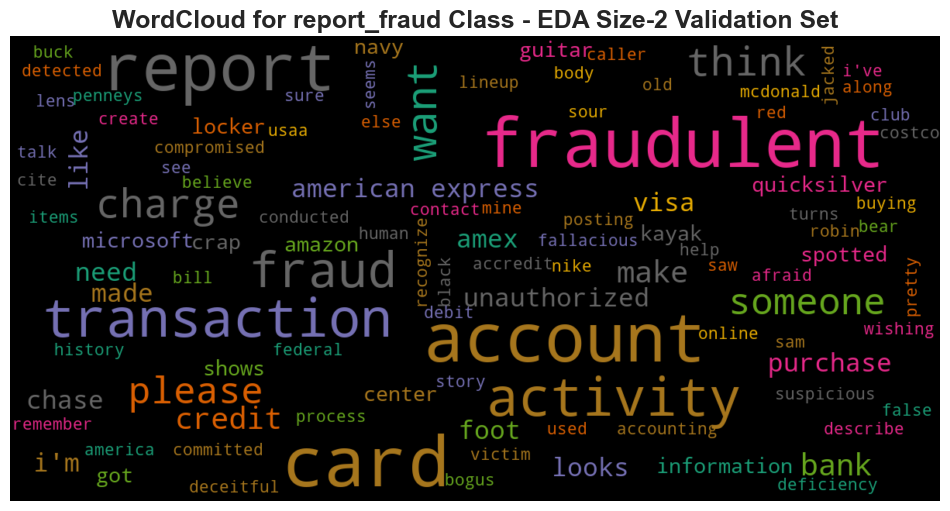 WordCloud for report_fraud Class - EDA Size-2 Validation Set
buck
report
navy
guitar
caller
think
jacked
i've
detected
seems
want
lineup
body
old
along
lens
penneys
sure
mcdonald
create
locker
usaa
else
sour
fraudulent
red
club
costco
talk
like
compromised
see
cite
believe
american express
quicksilver
items
charge
conducted
contact
mine
visa
posting
turns
buying
microsoft
crap
amazon
human
recognize
amex
fallacious
kayak
help
robin
bear
need
bill
fraud
black
accredit
nike
make
saw
afraid
spotted
pretty
made
unauthorized
someone
transaction
debit
account
online
wishing
history
federal
sam
shows
story
purchase
chase
please
center
activity
suspicious
remember
credit
process
foot
used
accounting
describe
false
america
committed
victim
i'm
got
deceitful
card
bogus
looks
information
bank
deficiency